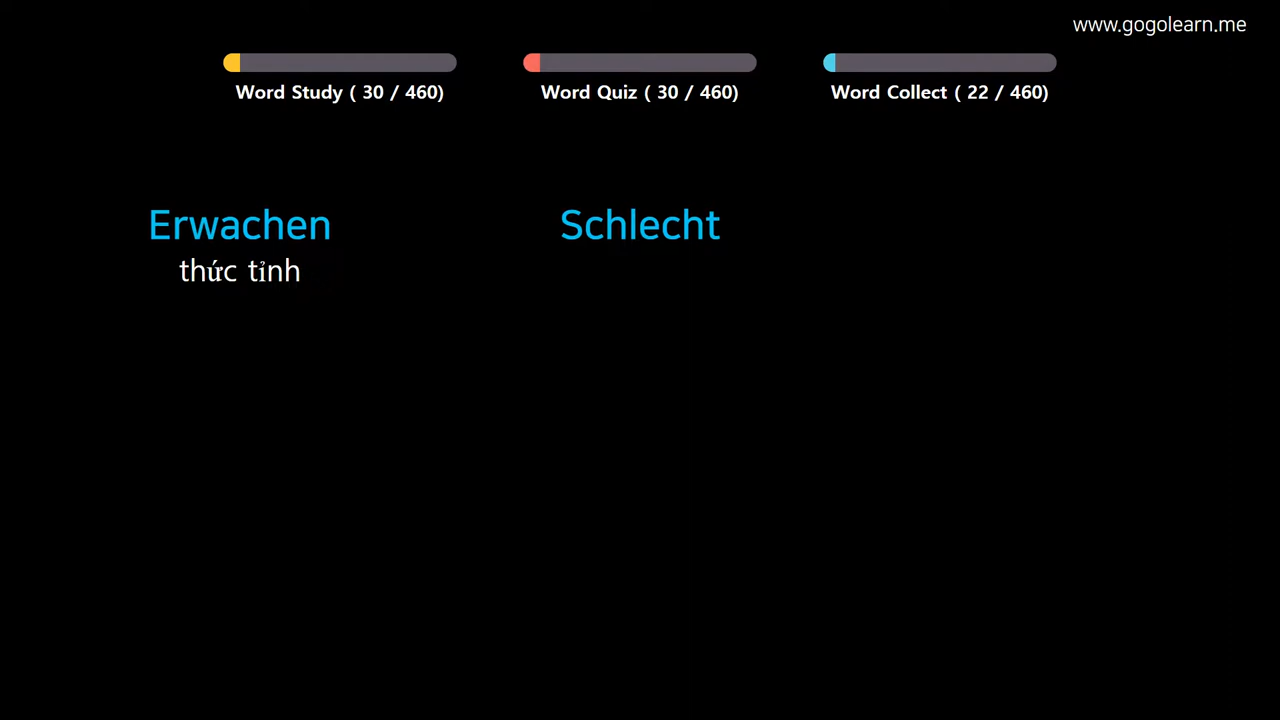 www.gogolearn.me
Word Study ( 30 / 460)
Word Quiz ( 30 / 460)
Word Collect ( 22 / 460)
Erwachen
thức tỉnh
Schlecht